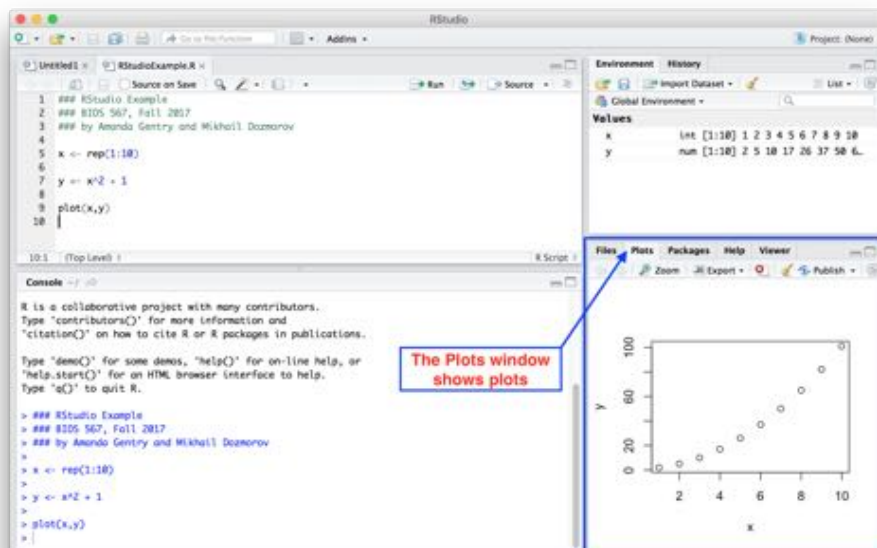 RStudio
Go to file/function
Addins
Project: (None)
Untitled1
RStudioExample.R
Source on Save
Run
Source
1 ### RStudio Example
2 ### BIOS 567, Fall 2017
3 ### by Amanda Gentry and Mikhail Dozmorov
4
5 x <- rep(1:10)
6
7 y <- x^2 + 1
8
9 plot(x,y)
10
10:1 (Top Level)
R Script
Console ~/
R is a collaborative project with many contributors.
Type 'contributors()' for more information and
'citation()' on how to cite R or R packages in publications.
Type 'demo()' for some demos, 'help()' for on-line help, or
'help.start()' for an HTML browser interface to help.
Type 'q()' to quit R.
> ### RStudio Example
> ### BIOS 567, Fall 2017
> ### by Amanda Gentry and Mikhail Dozmorov
>
> x <- rep(1:10)
>
> y <- x^2 + 1
>
> plot(x,y)
>
Environment History
Import Dataset
List
Global Environment
Values
x int [1:10] 1 2 3 4 5 6 7 8 9 10
y num [1:10] 2 5 10 17 26 37 50 6…
Files Plots Packages Help Viewer
Zoom Export Publish
The Plots window
shows plots
100
60
20
0
y
2 4 6 8 10
x